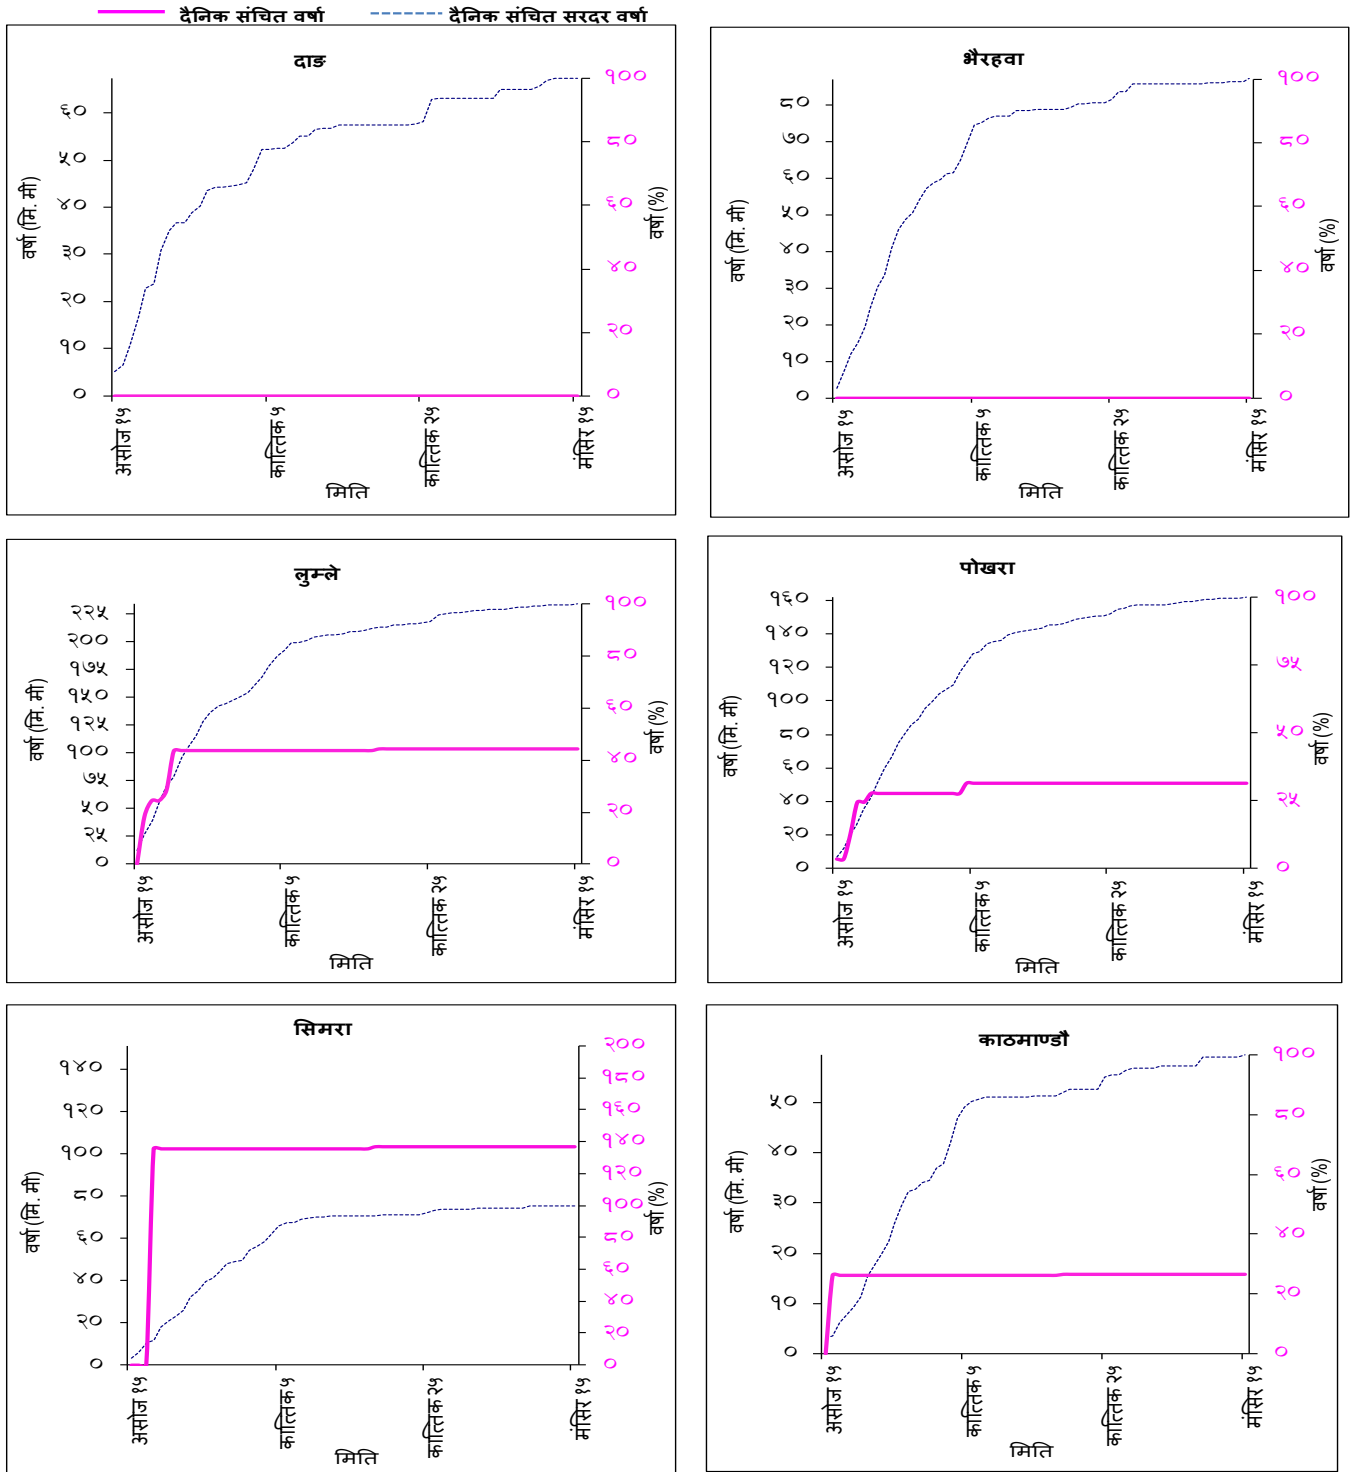 दैनिक संचित वर्षा   दैनिक संचित सरदर वर्षा
दाङ
वर्षा (मि. मी)
६०
५०
४०
३०
२०
१०
०
१००
८०
६०
४०
२०
०
वर्षा (%)
असोज १५
कात्तिक ५
कात्तिक २५
मंसिर १५
मिति
भैरहवा
वर्षा (मि. मी)
८०
७०
६०
५०
४०
३०
२०
१०
०
१००
८०
६०
४०
२०
०
वर्षा (%)
असोज १५
कात्तिक ५
कात्तिक २५
मंसिर १५
मिति
लुम्ले
वर्षा (मि. मी)
२२५
२००
१७५
१५०
१२५
१००
७५
५०
२५
०
१००
८०
६०
४०
२०
०
वर्षा (%)
असोज १५
कात्तिक ५
कात्तिक २५
मंसिर १५
मिति
पोखरा
वर्षा (मि. मी)
१६०
१४०
१२०
१००
८०
६०
४०
२०
०
१००
७५
५०
२५
०
वर्षा (%)
असोज १५
कात्तिक ५
कात्तिक २५
मंसिर १५
मिति
सिमरा
वर्षा (मि. मी)
१४०
१२०
१००
८०
६०
४०
२०
०
२००
१८०
१६०
१४०
१२०
१००
८०
६०
४०
२०
०
वर्षा (%)
असोज १५
कात्तिक ५
कात्तिक २५
मंसिर १५
मिति
काठमाण्डौ
वर्षा (मि. मी)
५०
४०
३०
२०
१०
०
१००
८०
६०
४०
२०
०
वर्षा (%)
असोज १५
कात्तिक ५
कात्तिक २५
मंसिर १५
मिति